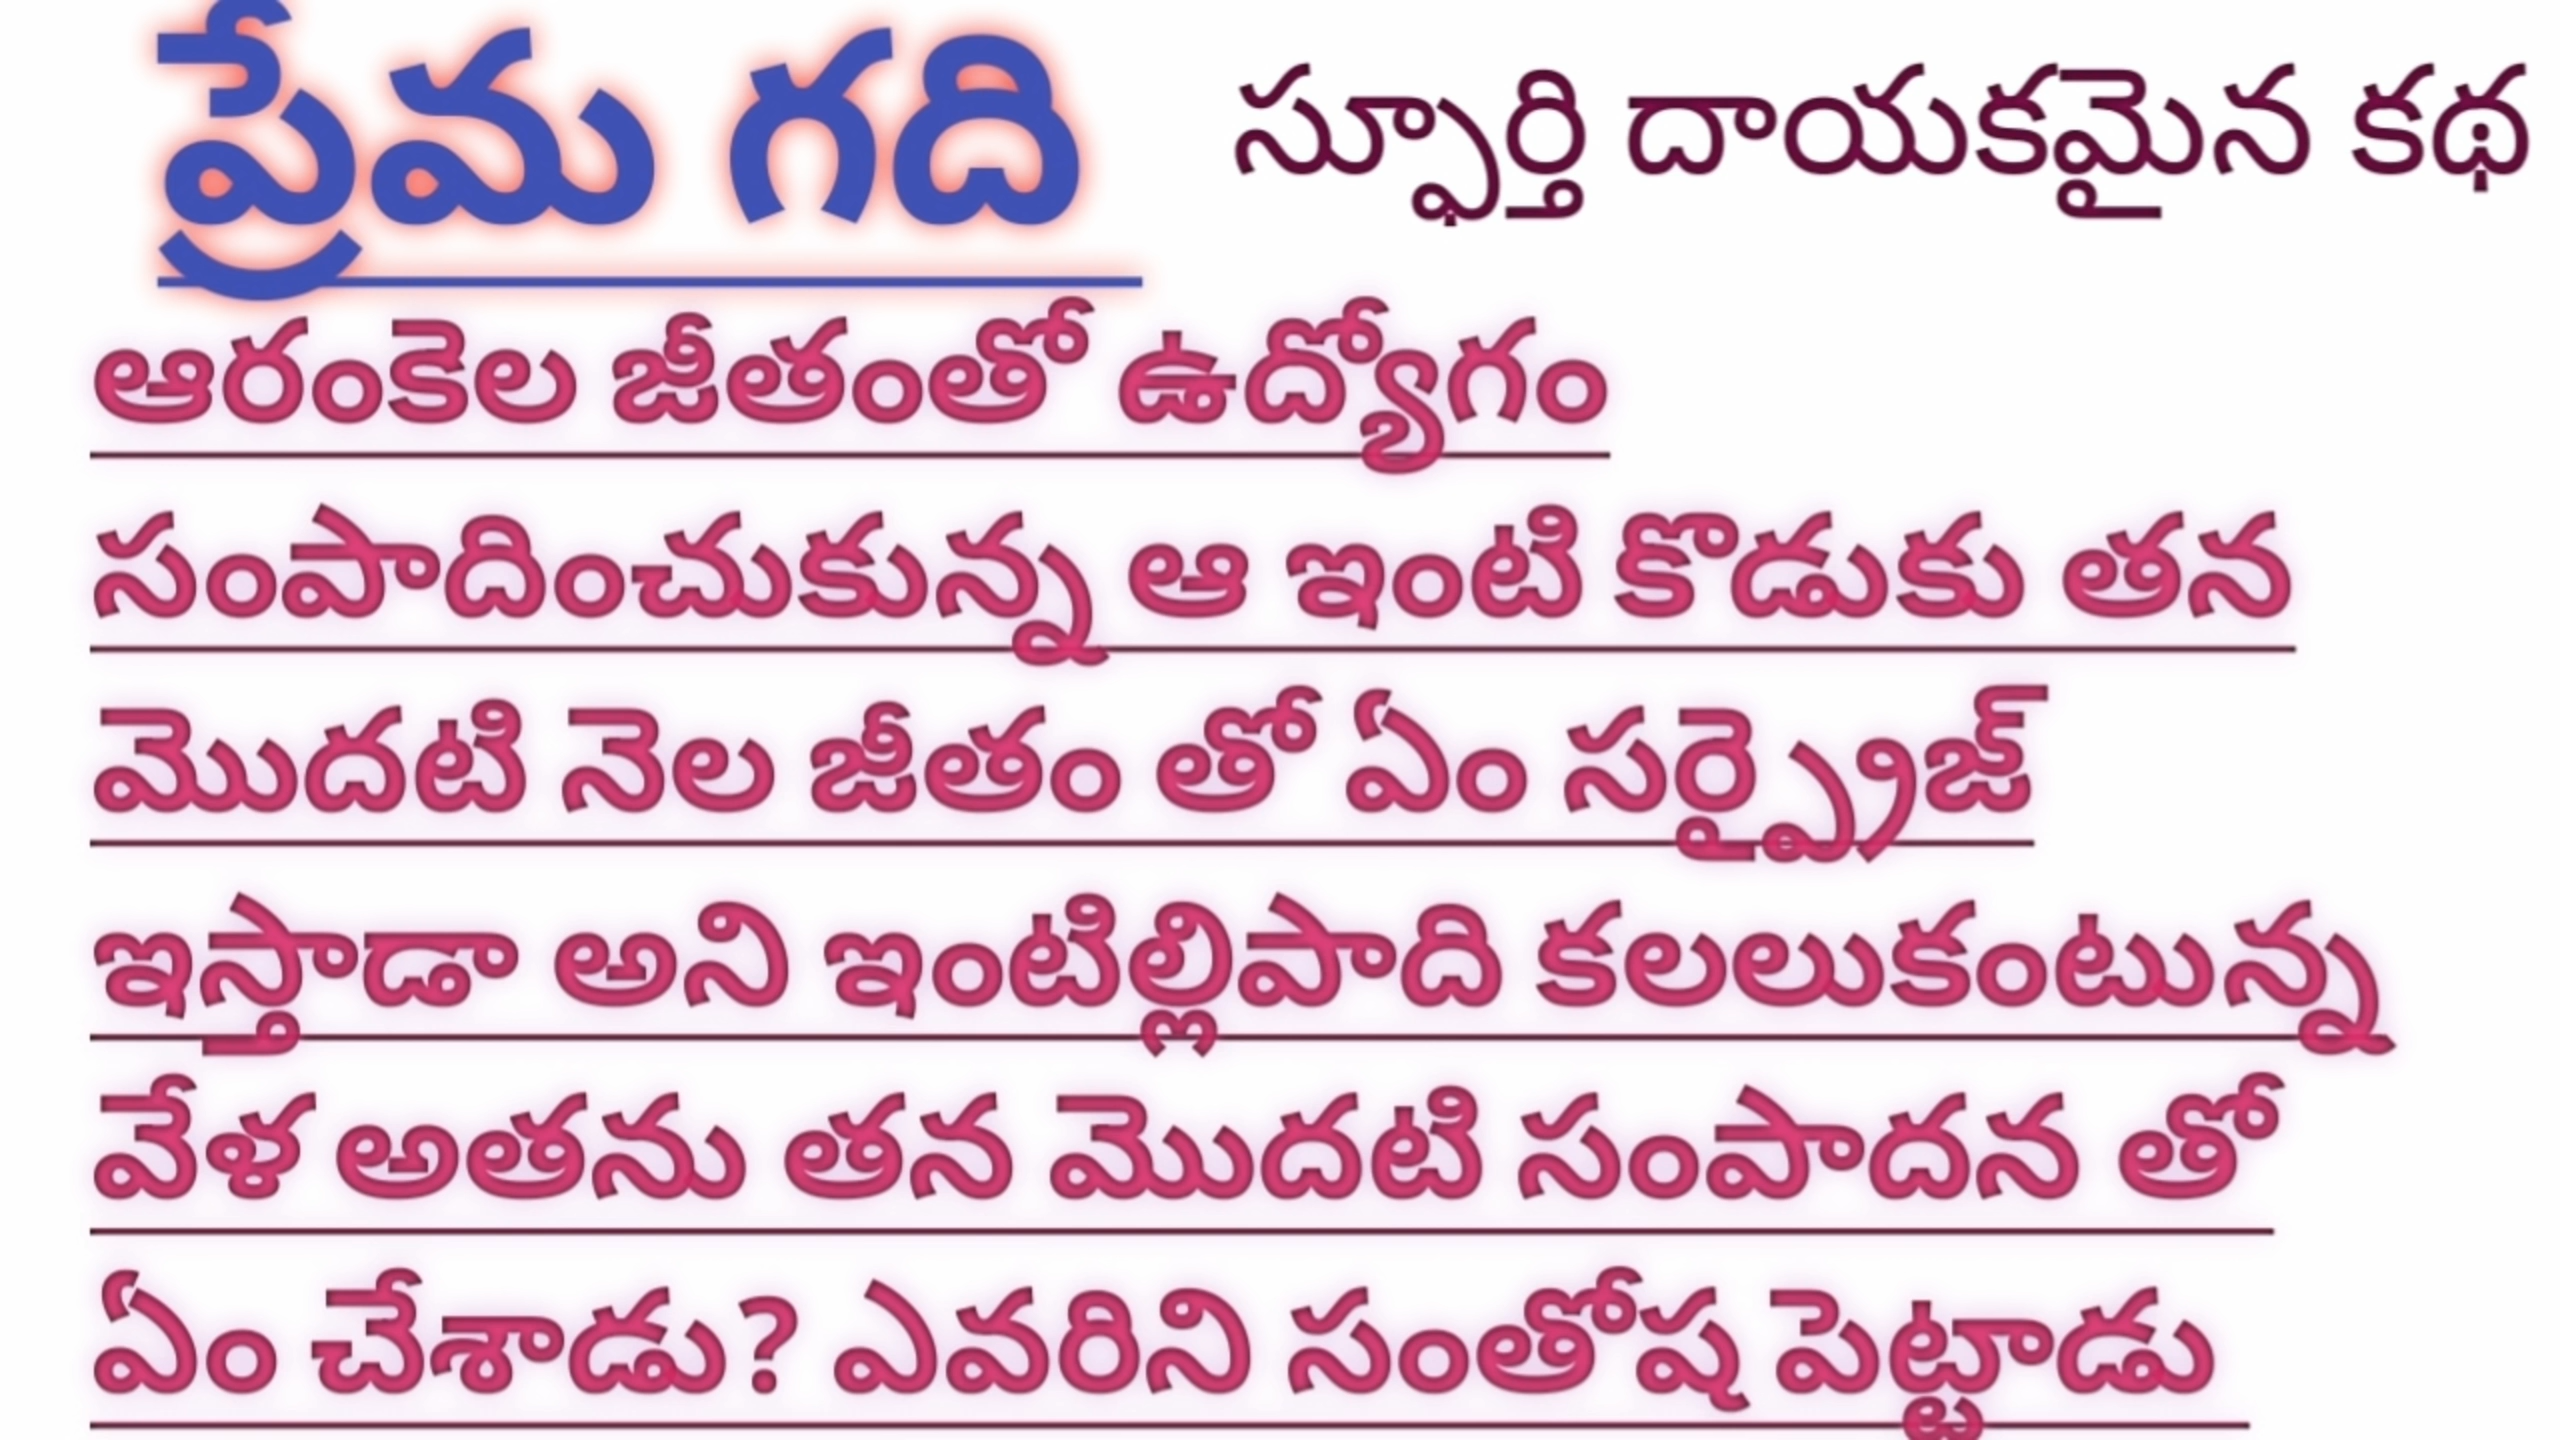 ప్రేమ గది
స్ఫూర్తి దాయకమైన కథ
ఆరంకెల జీతంతో ఉద్యోగం
సంపాదించుకున్న ఆ ఇంటి కొడుకు తన
మొదటి నెల జీతం తో ఏం సర్ప్రైజ్
ఇస్తాడా అని ఇంటిల్లిపాది కలలుకంటున్న
వేళ అతను తన మొదటి సంపాదన తో
ఏం చేశాడు? ఎవరిని సంతోష పెట్టాడు